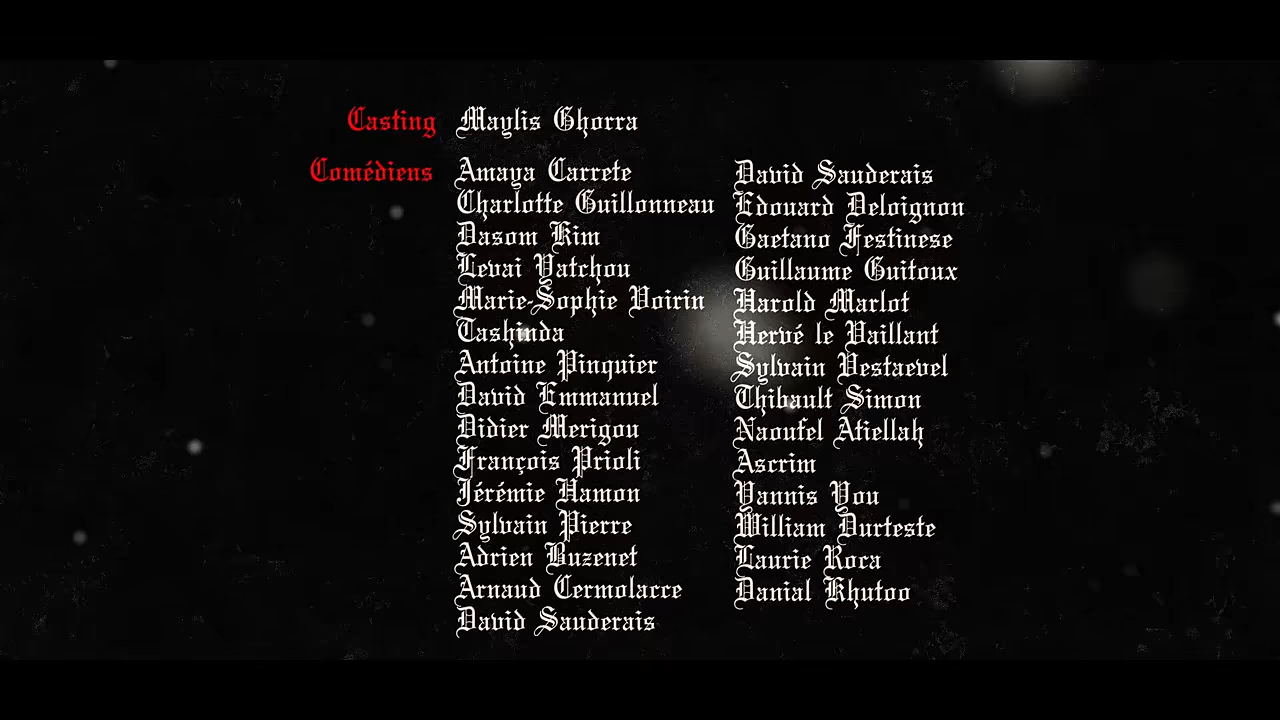 Casting Maylis Ghorra
Comédiens
Amaya Carrete
Charlotte Guillonneau
Dasom Kim
Levai Yatchou
Marie-Sophie Voirin
Tashinda
Antoine Pinquier
David Emmanuel
Didier Merigou
François Prioli
Jérémie Hamon
Sylvain Pierre
Adrien Buzenet
Arnaud Cermolacce
David Sauderais
David Sauderais
Edouard Deloignon
Gaetano Festinese
Guillaume Guitoux
Harold Marlot
Hervé le Vaillant
Sylvain Vestaevel
Thibault Simon
Naoufel Atiellah
Ascrim
Yannis You
William Durteste
Laurie Roca
Danial Khutoo